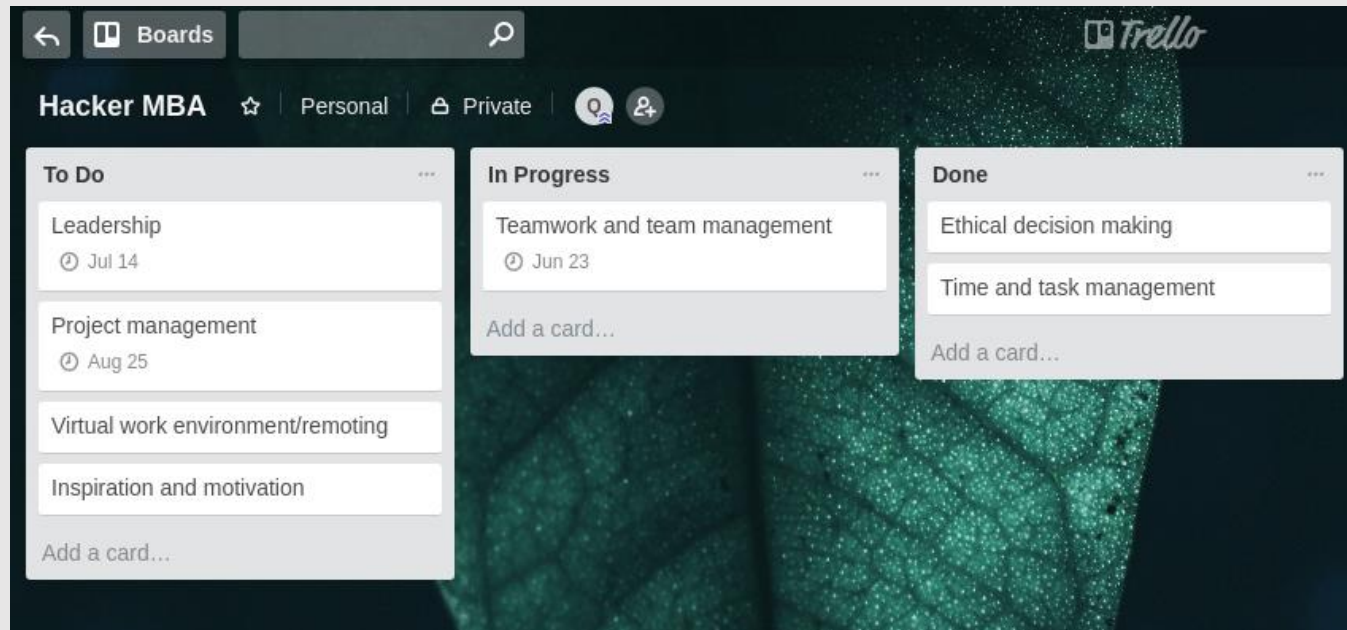 Boards
Trello
Hacker MBA
Personal
Private
Q
To Do
Leadership
Jul 14
Project management
Aug 25
Virtual work environment/remoting
Inspiration and motivation
Add a card…
In Progress
Teamwork and team management
Jun 23
Add a card…
Done
Ethical decision making
Time and task management
Add a card…